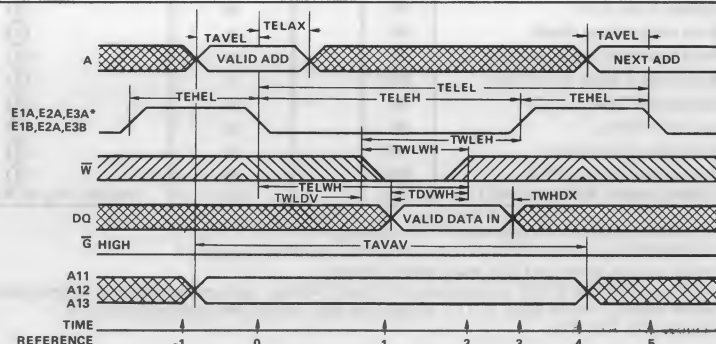 TAVEL TELAX TAVEL
A VALID ADD NEXT ADD
TELEL
TEHEL TELEH TEHEL
E1A,E2A,E3A*
E1B,E2A,E3B
TWLEH
TWLWH
W
TELWH
TWLDV TDVWH TWHDX
DQ VALID DATA IN
G HIGH TAVAV
A11
A12
A13
TIME
REFERENCE -1 0 1 2 3 4 5